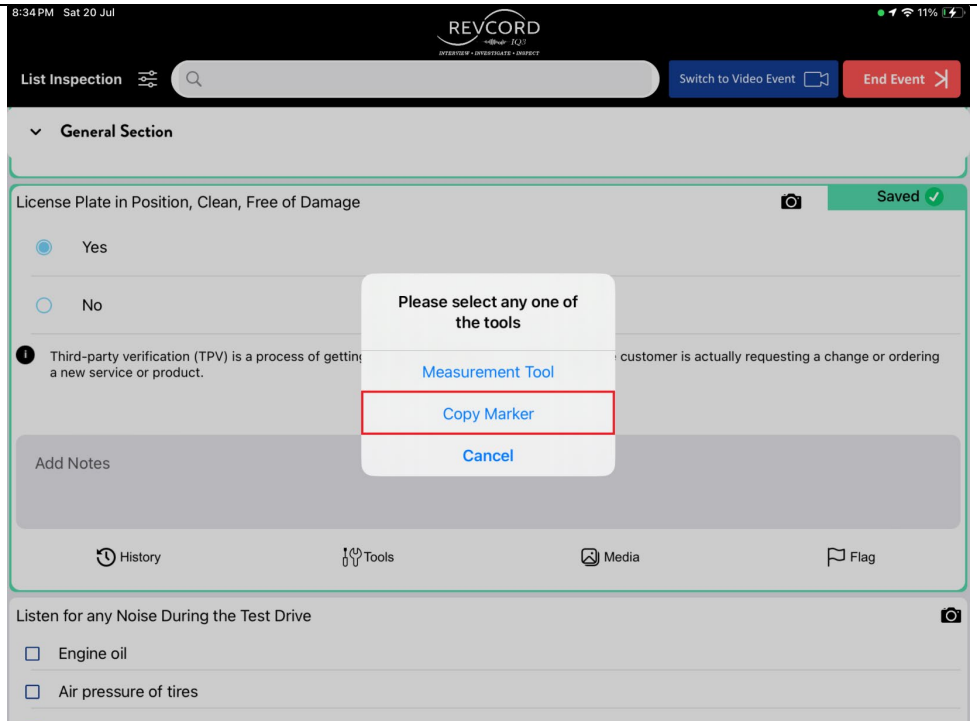 8:34 PM Sat 20 Jul
11%
REVCORD
IQ3
INTERVIEW • INVESTIGATE • INSPECT
List Inspection
Switch to Video Event
End Event
General Section
License Plate in Position, Clean, Free of Damage
Saved
Yes
No
Please select any one of
the tools
Measurement Tool
Copy Marker
Cancel
Third-party verification (TPV) is a process of getting
customer is actually requesting a change or ordering
a new service or product.
Add Notes
History
Tools
Media
Flag
Listen for any Noise During the Test Drive
Engine oil
Air pressure of tires